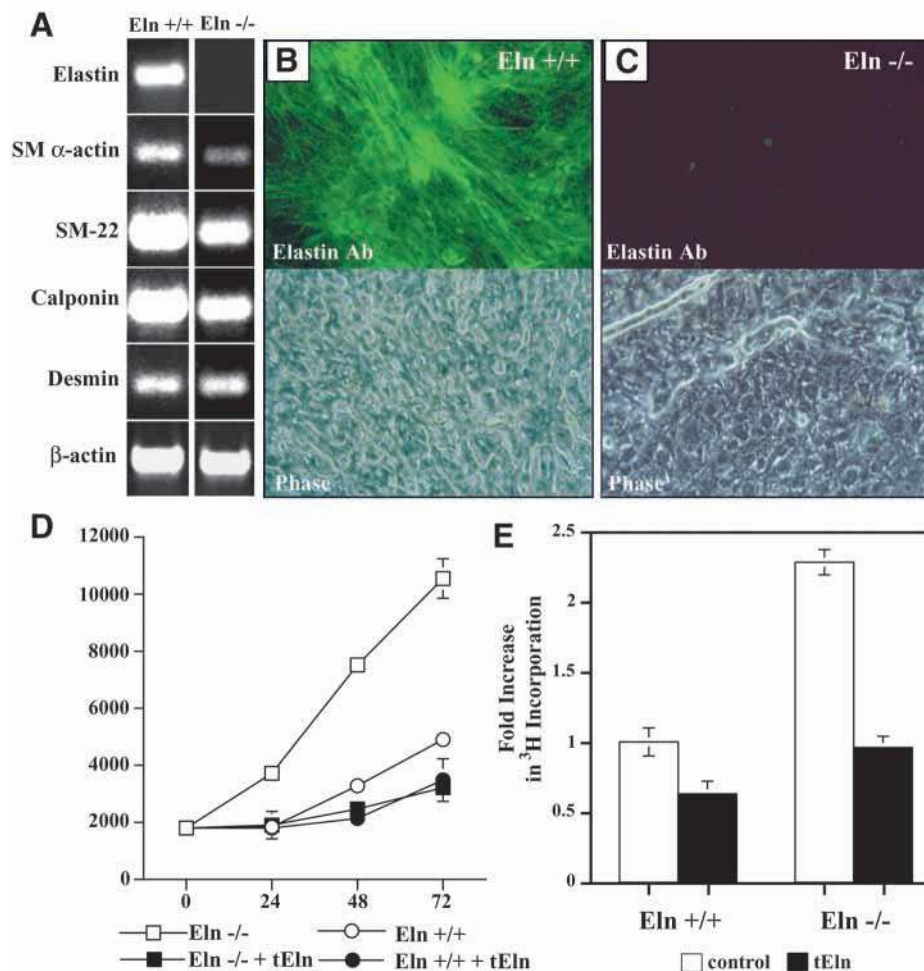 A
Eln +/+ Eln -/-
Elastin
SM α-actin
SM-22
Calponin
Desmin
β-actin
B
Eln +/+
Elastin Ab
Phase
C
Eln -/-
Elastin Ab
Phase
D
12000
10000
8000
6000
4000
2000
0
0 24 48 72
Eln -/- Eln +/+
Eln -/- + tEln Eln +/+ + tEln
E
Fold Increase
in ³H Incorporation
2.5
2
1.5
1
0.5
0
Eln +/+ Eln -/-
control tEln